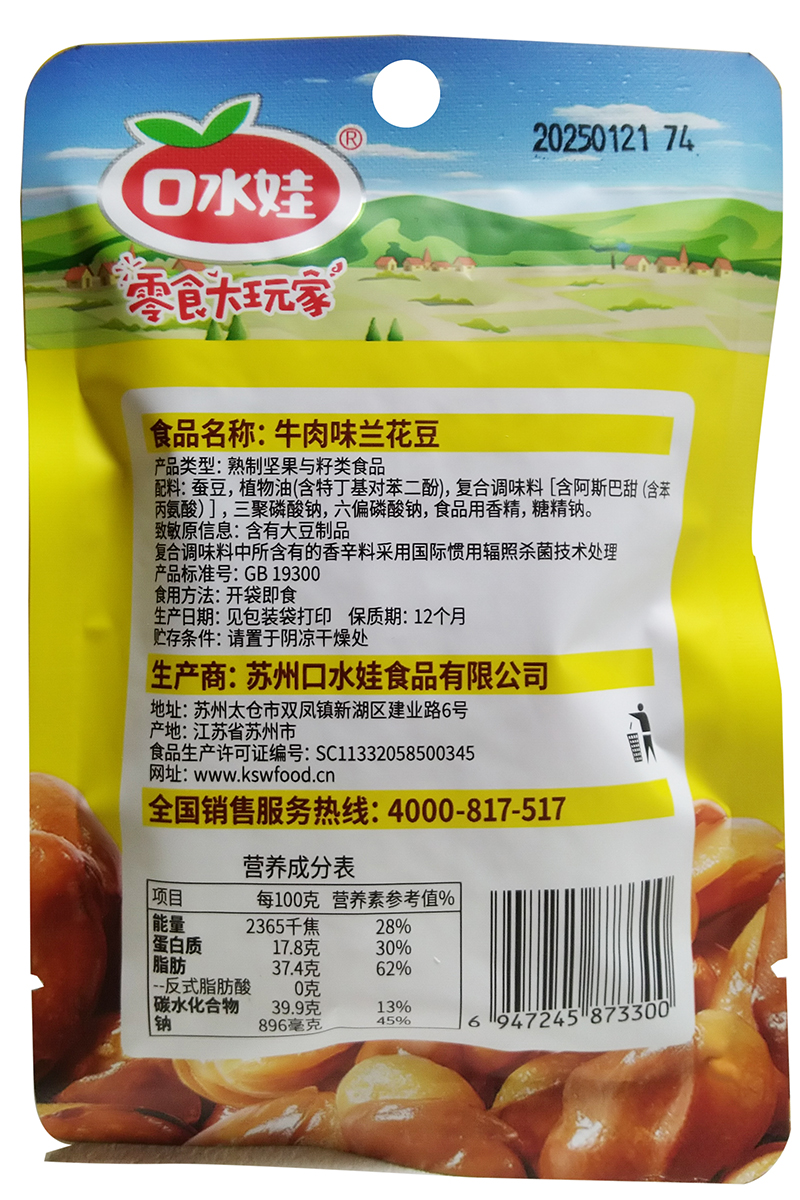 20250121 74
口水娃®
零食大玩家
食品名称：牛肉味兰花豆
产品类型：熟制坚果与籽类食品
配料：蚕豆，植物油(含特丁基对苯二酚)，复合调味料［含阿斯巴甜 (含苯
丙氨酸）］，三聚磷酸钠，六偏磷酸钠，食品用香精，糖精钠。
致敏原信息：含有大豆制品
复合调味料中所含有的香辛料采用国际惯用辐照杀菌技术处理
产品标准号：GB 19300
食用方法：开袋即食
生产日期：见包装袋打印 保质期：12个月
贮存条件：请置于阴凉干燥处
生产商：苏州口水娃食品有限公司
地址：苏州太仓市双凤镇新湖区建业路6号
产地：江苏省苏州市
食品生产许可证编号：SC11332058500345
网址：www.kswfood.cn
全国销售服务热线：4000-817-517
营养成分表
项目 每100克 营养素参考值%
能量 2365千焦 28%
蛋白质 17.8克 30%
脂肪 37.4克 62%
--反式脂肪酸 0克
碳水化合物 39.9克 13%
钠 896毫克 45%
6 947245 873300